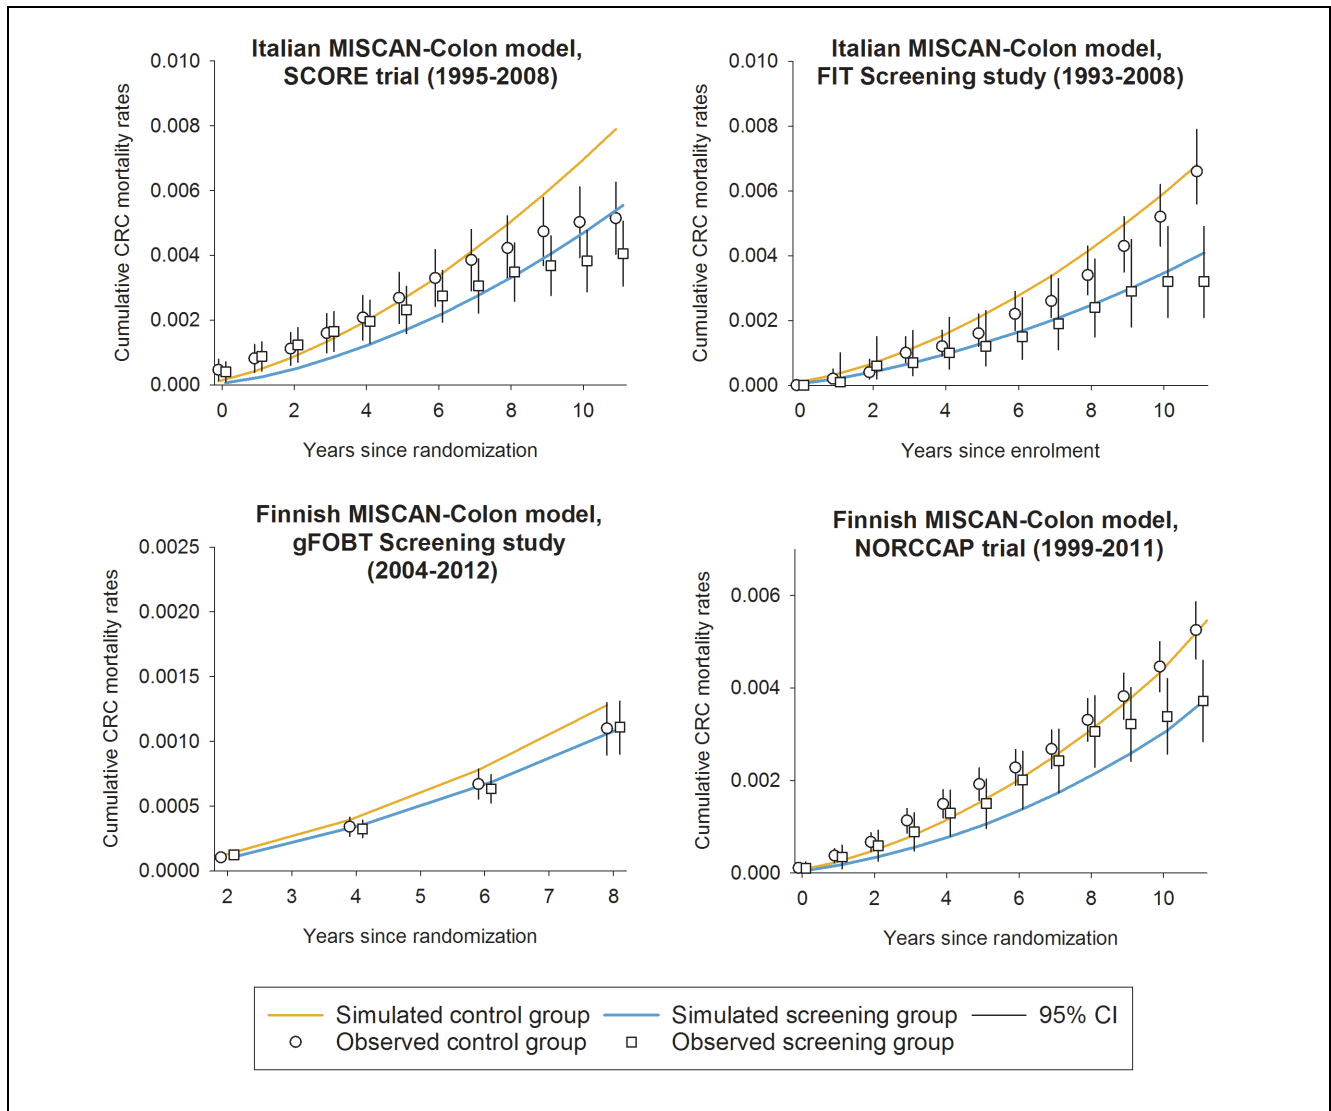 Italian MISCAN-Colon model,
SCORE trial (1995-2008)
Cumulative CRC mortality rates
0.010
0.008
0.006
0.004
0.002
0.000
0 2 4 6 8 10
Years since randomization
Italian MISCAN-Colon model,
FIT Screening study (1993-2008)
Cumulative CRC mortality rates
0.010
0.008
0.006
0.004
0.002
0.000
0 2 4 6 8 10
Years since enrolment
Finnish MISCAN-Colon model,
gFOBT Screening study
(2004-2012)
Cumulative CRC mortality rates
0.0025
0.0020
0.0015
0.0010
0.0005
0.0000
2 3 4 5 6 7 8
Years since randomization
Finnish MISCAN-Colon model,
NORCCAP trial (1999-2011)
Cumulative CRC mortality rates
0.006
0.004
0.002
0.000
0 2 4 6 8 10
Years since randomization
Simulated control group Simulated screening group 95% CI
Observed control group Observed screening group